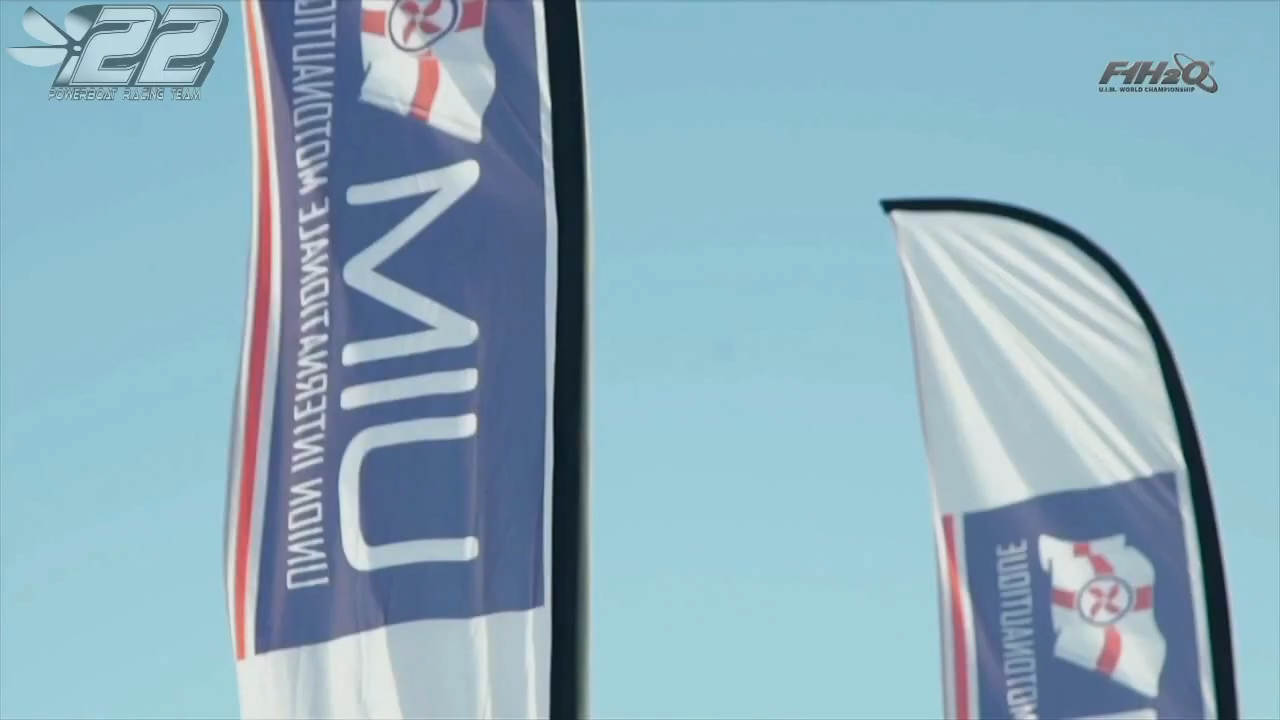 22
POWERBOAT RACING TEAM
F1H2O
U.I.M. WORLD CHAMPIONSHIP
UNION INTERNATIONALE MOTONAUTIQUE
UIM
MOTONAUTIQUE